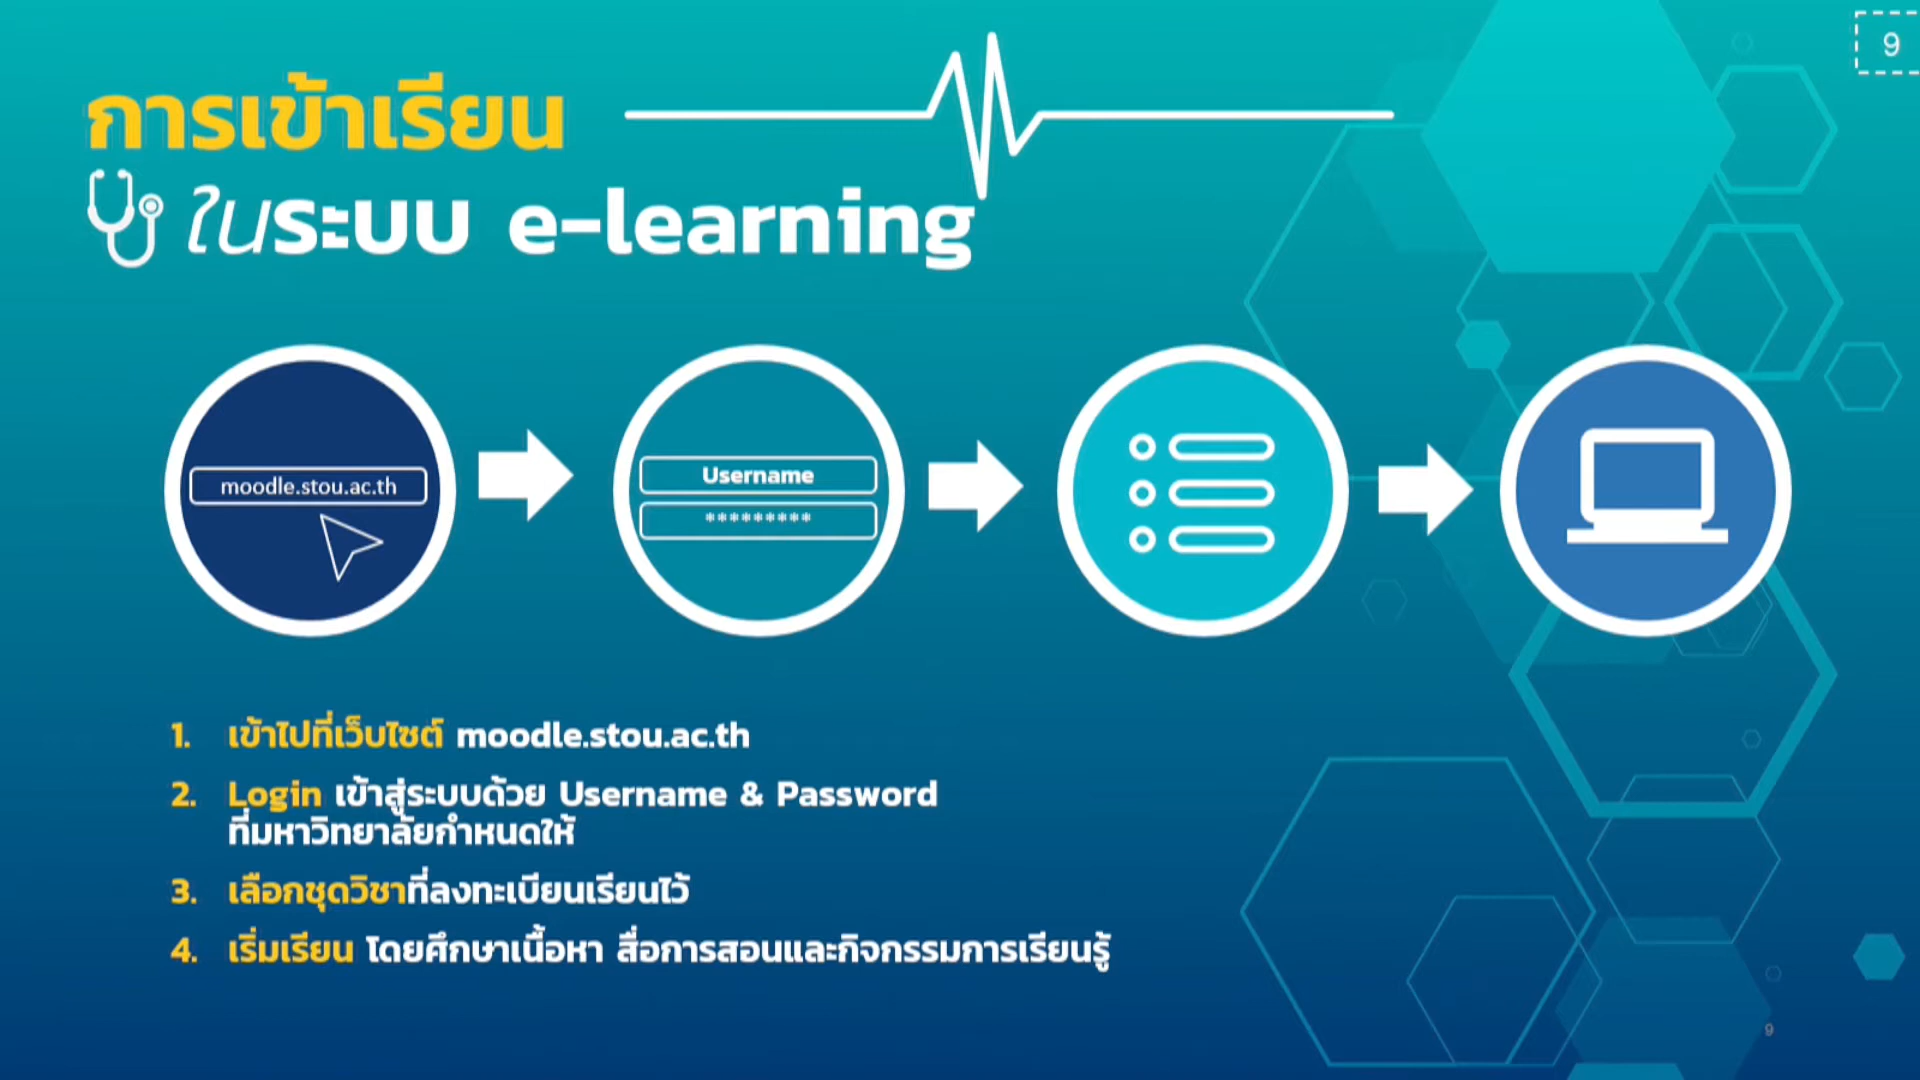 9
การเข้าเรียน
ในระบบ e-learning
moodle.stou.ac.th
Username
*********
1. เข้าไปที่เว็บไซต์ moodle.stou.ac.th
2. Login เข้าสู่ระบบด้วย Username & Password
ที่มหาวิทยาลัยกำหนดให้
3. เลือกชุดวิชาที่ลงทะเบียนเรียนไว้
4. เริ่มเรียน โดยศึกษาเนื้อหา สื่อการสอนและกิจกรรมการเรียนรู้
9